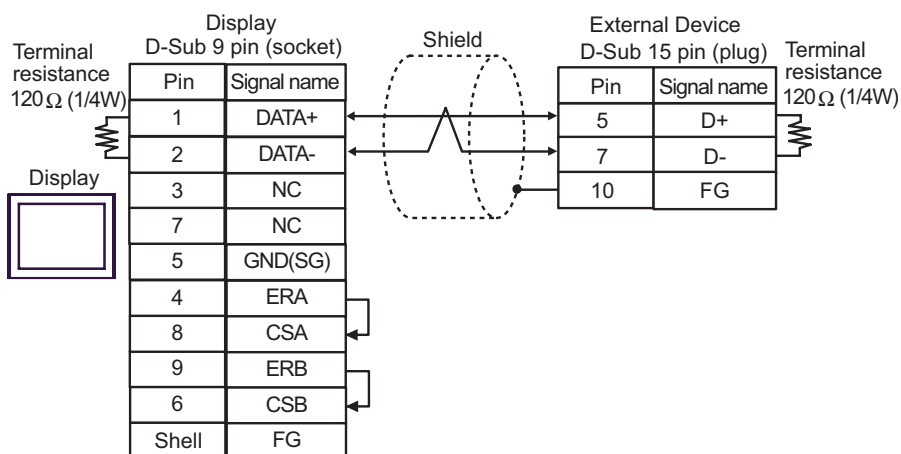 Display
D-Sub 9 pin (socket)
Terminal
resistance
120Ω (1/4W)
Pin Signal name
1 DATA+
2 DATA-
3 NC
7 NC
5 GND(SG)
4 ERA
8 CSA
9 ERB
6 CSB
Shell FG
Display
Shield
External Device
D-Sub 15 pin (plug)
Pin Signal name
5 D+
7 D-
10 FG
Terminal
resistance
120Ω (1/4W)